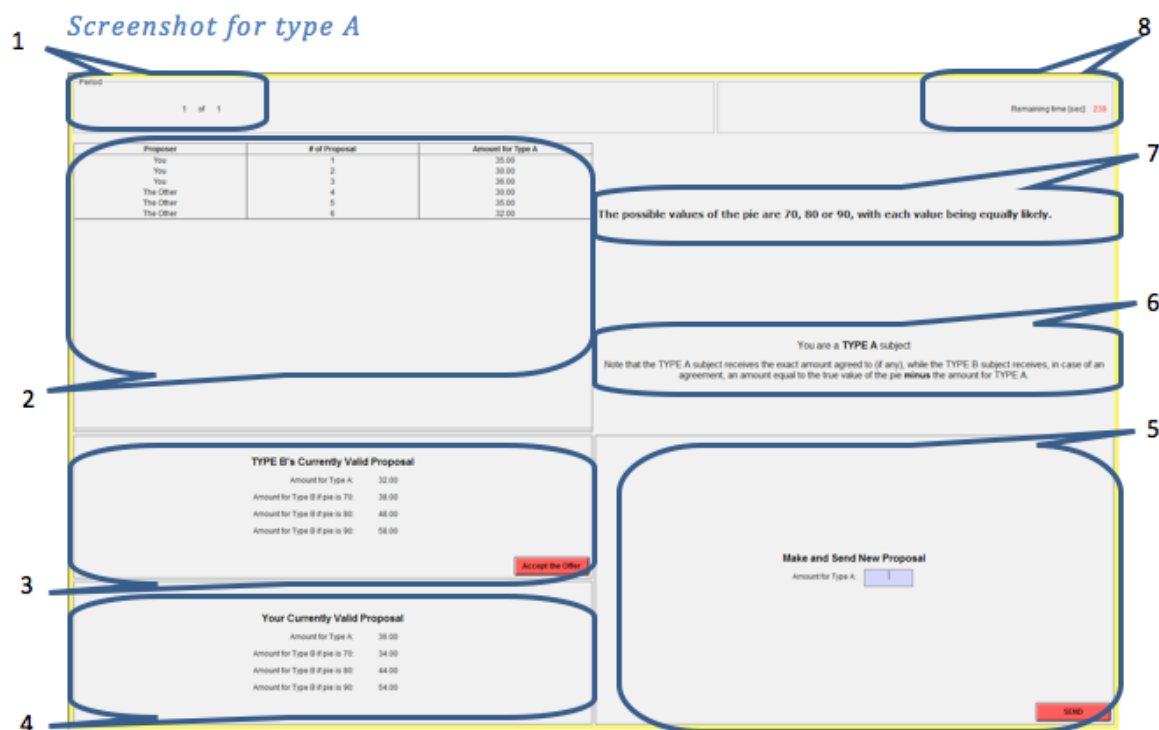 Screenshot for type A
1
8
Period
1 of 1
Remaining time [sec] 239
Proposer # of Proposal Amount for Type A
You 1 35.00
You 2 30.00
You 3 36.00
The Other 4 30.00
The Other 5 35.00
The Other 6 32.00
7
The possible values of the pie are 70, 80 or 90, with each value being equally likely.
6
You are a TYPE A subject
Note that the TYPE A subject receives the exact amount agreed to (if any), while the TYPE B subject receives, in case of an
agreement, an amount equal to the true value of the pie minus the amount for TYPE A.
2
5
TYPE B's Currently Valid Proposal
Amount for Type A: 32.00
Amount for Type B if pie is 70: 38.00
Amount for Type B if pie is 80: 48.00
Amount for Type B if pie is 90: 58.00
Accept the Offer
3
Make and Send New Proposal
Amount for Type A:
Your Currently Valid Proposal
Amount for Type A: 36.00
Amount for Type B if pie is 70: 34.00
Amount for Type B if pie is 80: 44.00
Amount for Type B if pie is 90: 54.00
SEND
4